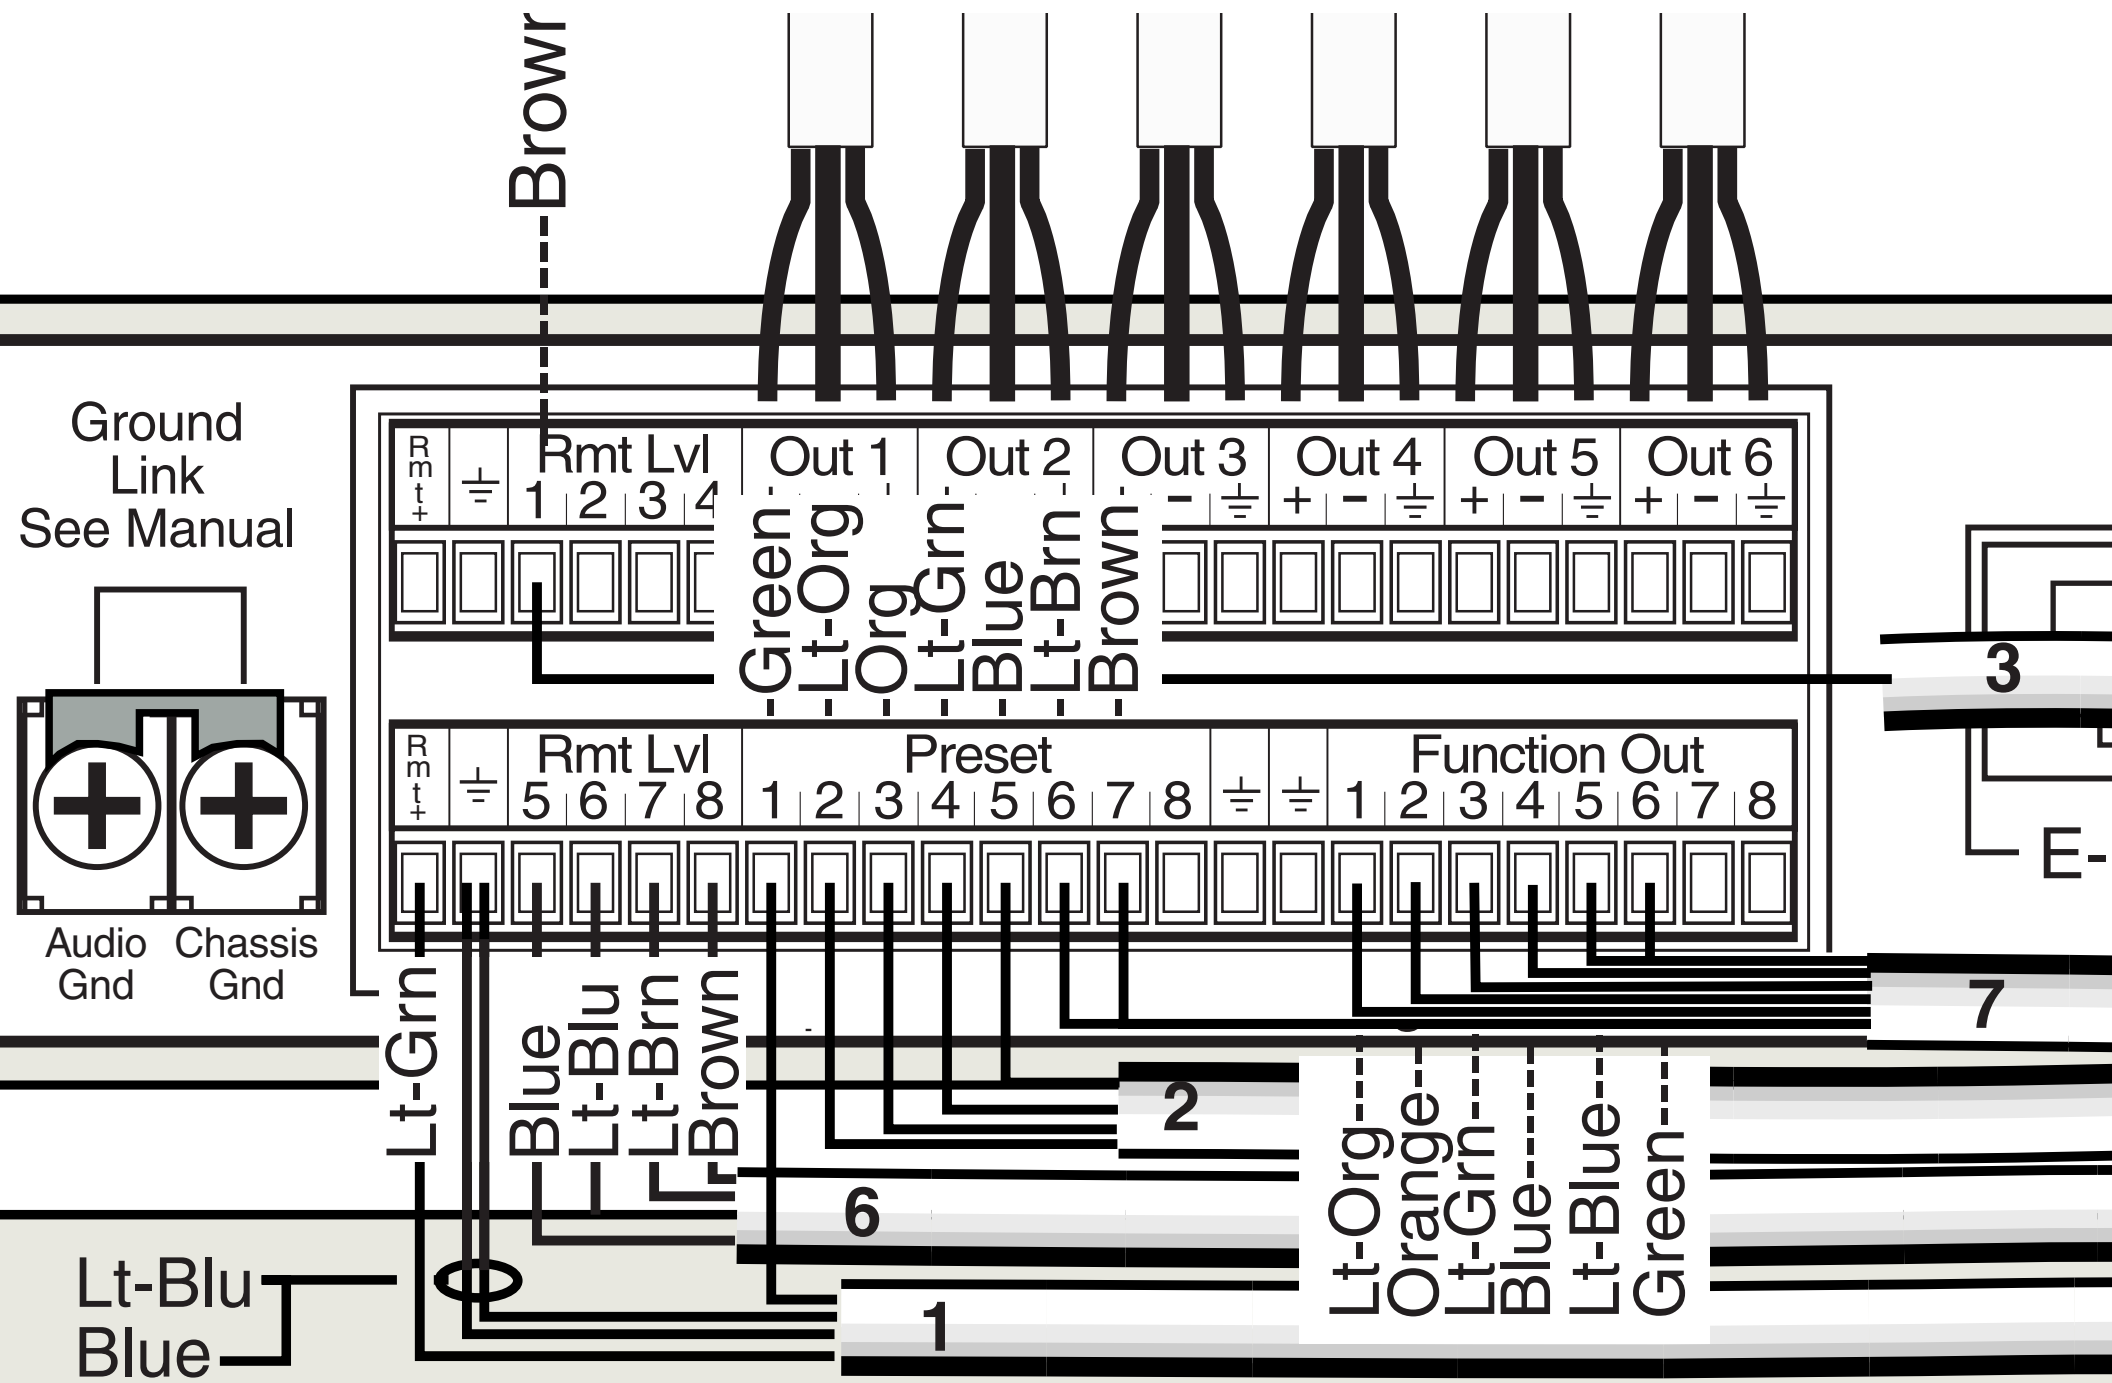 Brown
Ground
Link
See Manual
Rmt+
Rmt Lvl
Out 1
Out 2
Out 3
Out 4
Out 5
Out 6
1 2 3 4
- + - + -
+ -
Green
Lt-Org
Org
Lt-Grn
Blue
Lt-Brn
Brown
3
Rmt+
Rmt Lvl
Preset
Function Out
5 6 7 8 1 2 3 4 5 6 7 8 1 2 3 4 5 6 7 8
E-
Audio
Gnd
Chassis
Gnd
Lt-Grn
Blue
Lt-Blu
Lt-Brn
Brown
7
2
6
1
Lt-Org
Orange
Lt-Grn
Blue
Lt-Blue
Green
Lt-Blu
Blue